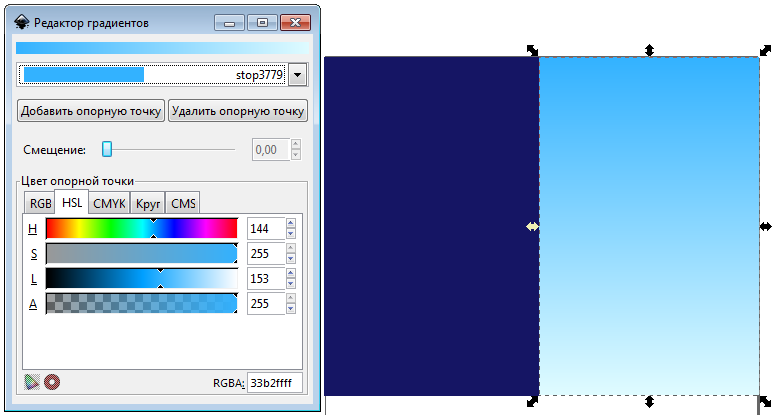 Редактор градиентов
stop3779
Добавить опорную точку Удалить опорную точку
Смещение: 0,00
Цвет опорной точки
RGB HSL CMYK Круг CMS
H 144
S 255
L 153
A 255
RGBA: 33b2ffff